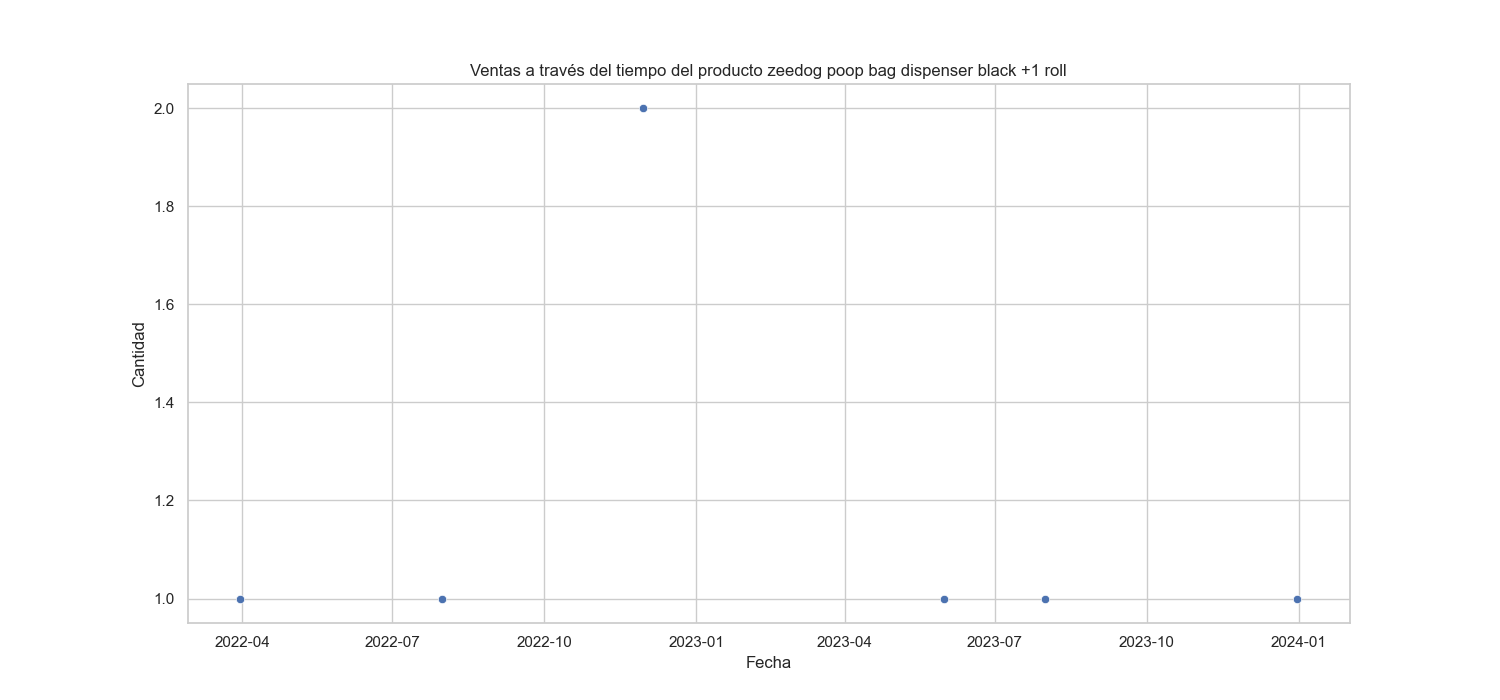 Ventas a través del tiempo del producto zeedog poop bag dispenser black +1 roll
2.0
1.8
1.6
1.4
1.2
1.0
Cantidad
2022-04 2022-07 2022-10 2023-01 2023-04 2023-07 2023-10 2024-01
Fecha